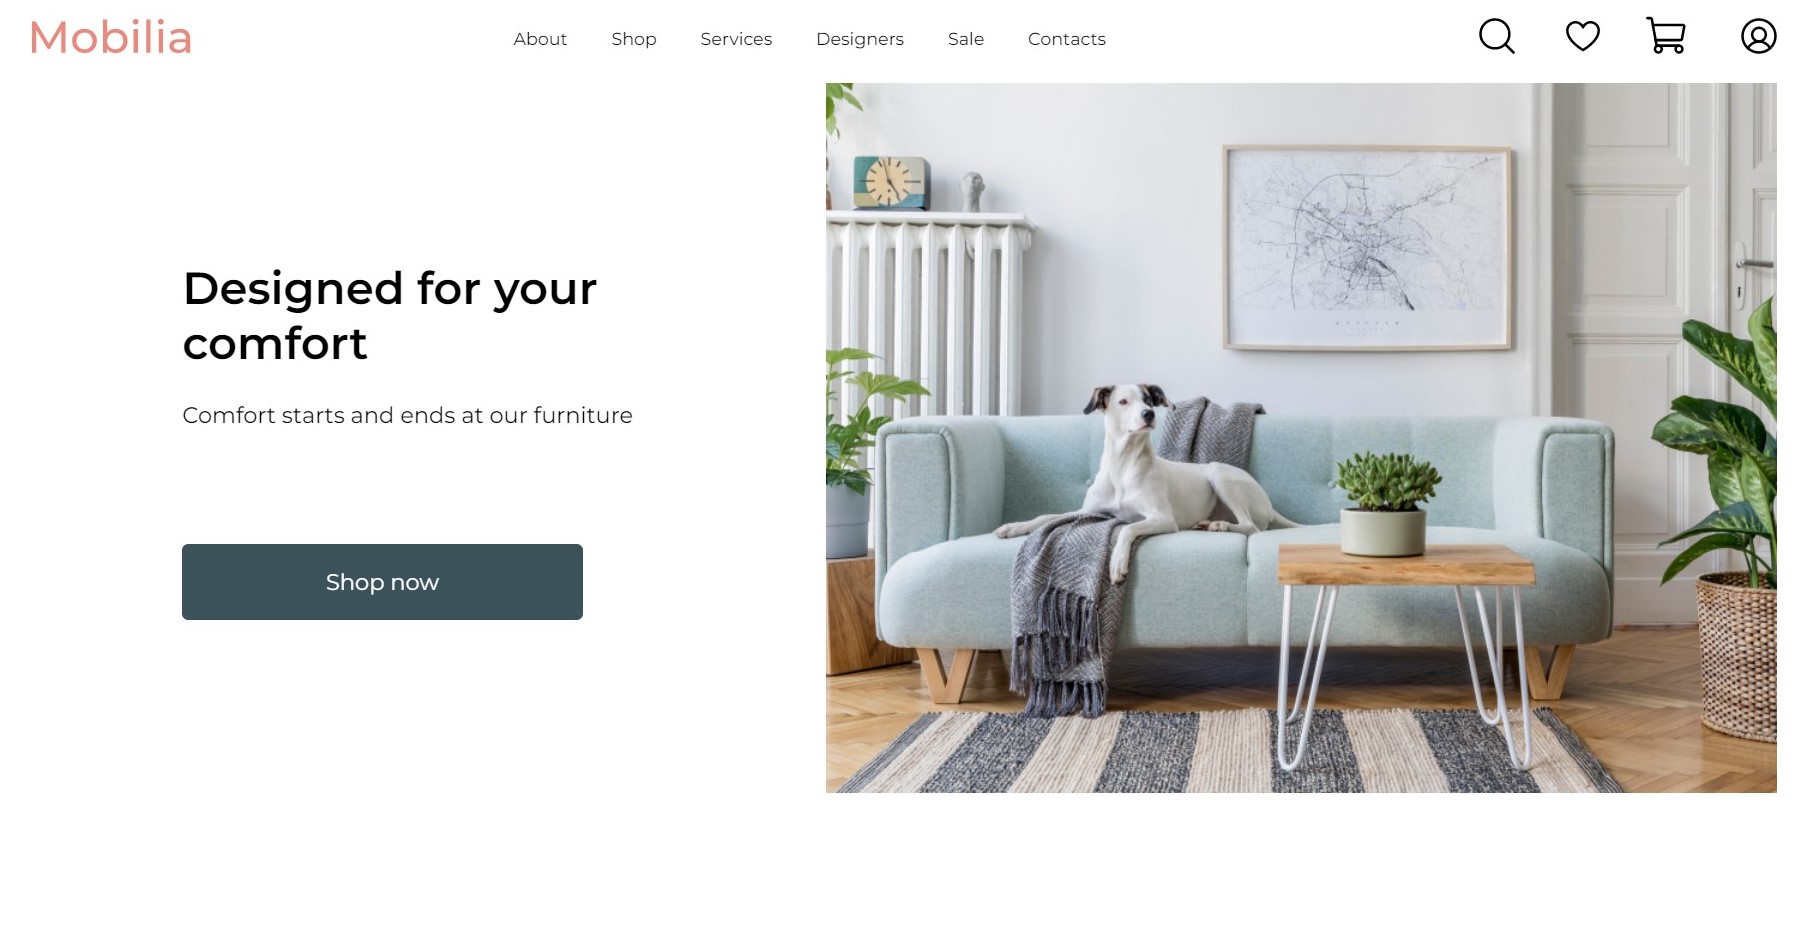 Mobilia
About
Shop
Services
Designers
Sale
Contacts
Designed for your
comfort
Comfort starts and ends at our furniture
Shop now